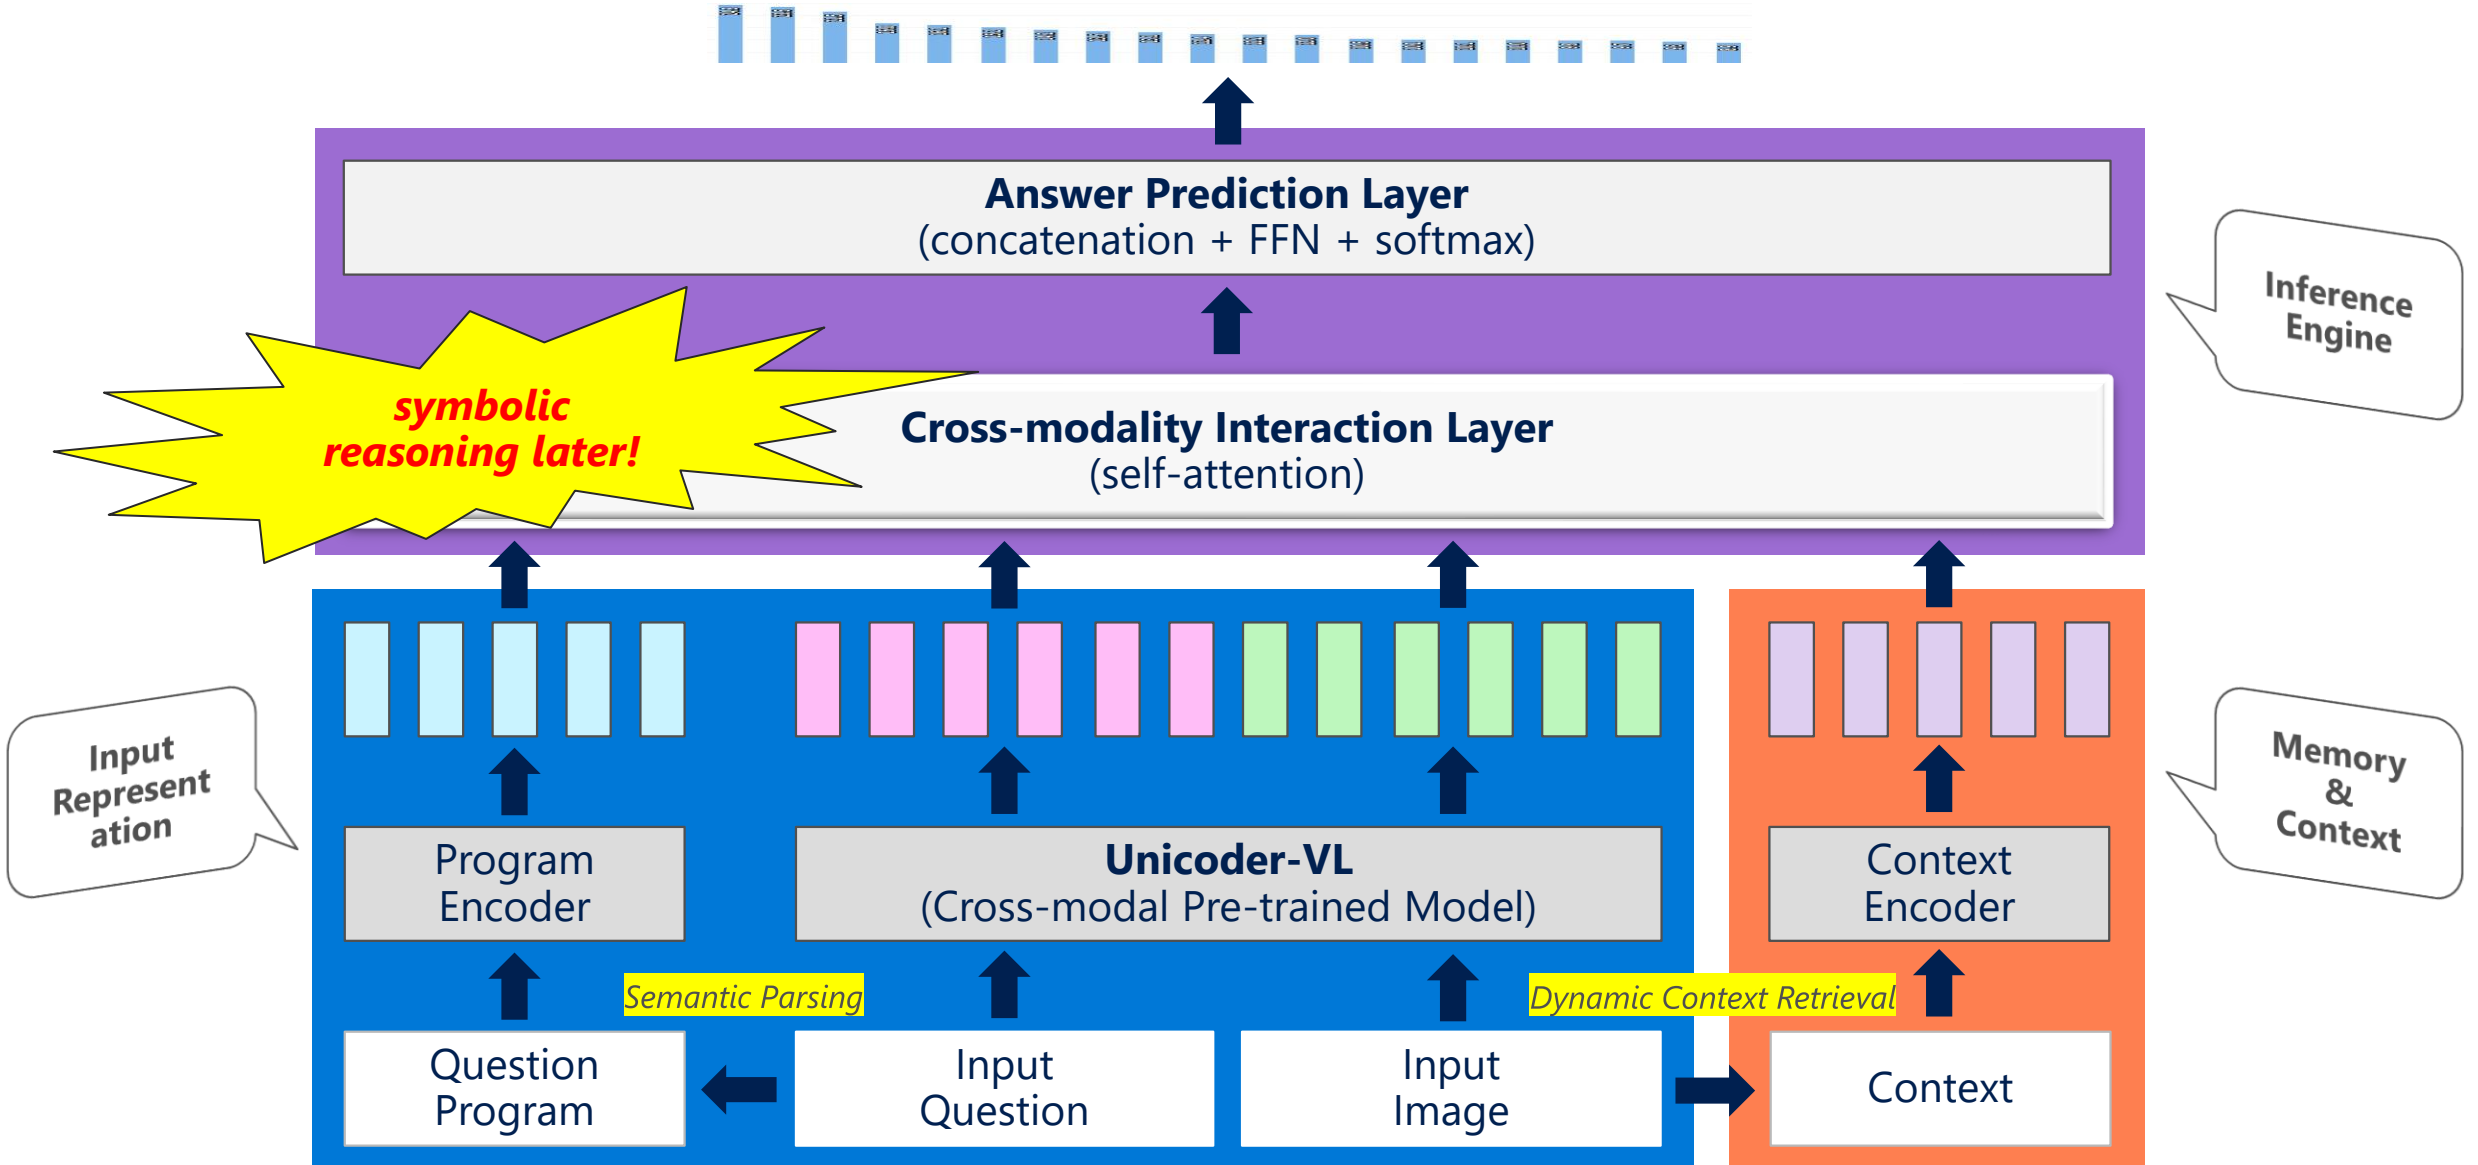 Answer Prediction Layer
(concatenation + FFN + softmax)
Inference
Engine
symbolic
reasoning later!
Cross-modality Interaction Layer
(self-attention)
Input
Represent
ation
Memory
&
Context
Program
Encoder
Unicoder-VL
(Cross-modal Pre-trained Model)
Context
Encoder
Semantic Parsing
Dynamic Context Retrieval
Question
Program
Input
Question
Input
Image
Context